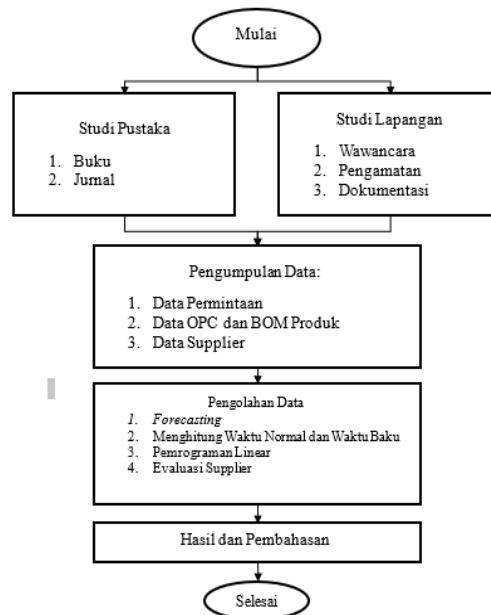 Mulai
Studi Pustaka
1. Buku
2. Jurnal
Studi Lapangan
1. Wawancara
2. Pengamatan
3. Dokumentasi
Pengumpulan Data:
1. Data Permintaan
2. Data OPC dan BOM Produk
3. Data Supplier
Pengolahan Data
1. Forecasting
2. Menghitung Waktu Normal dan Waktu Baku
3. Pemrograman Linear
4. Evaluasi Supplier
Hasil dan Pembahasan
Selesai